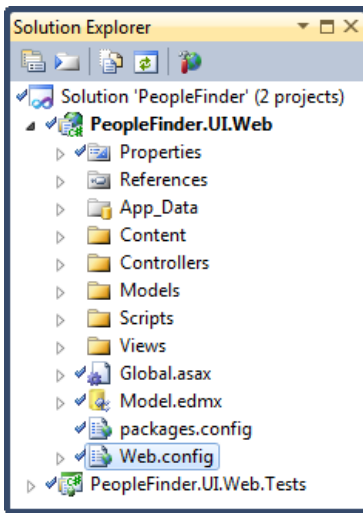 Solution Explorer
Solution 'PeopleFinder' (2 projects)
PeopleFinder.UI.Web
Properties
References
App_Data
Content
Controllers
Models
Scripts
Views
Global.asax
Model.edmx
packages.config
Web.config
PeopleFinder.UI.Web.Tests